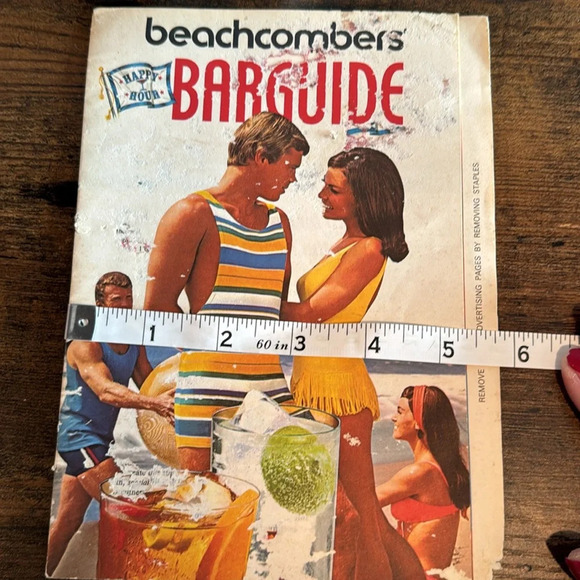 beachcombers'
HAPPY
HOUR
BARGUIDE
REMOVE ADVERTISING PAGES BY REMOVING STAPLES
1 2 60 in 3 4 5 6